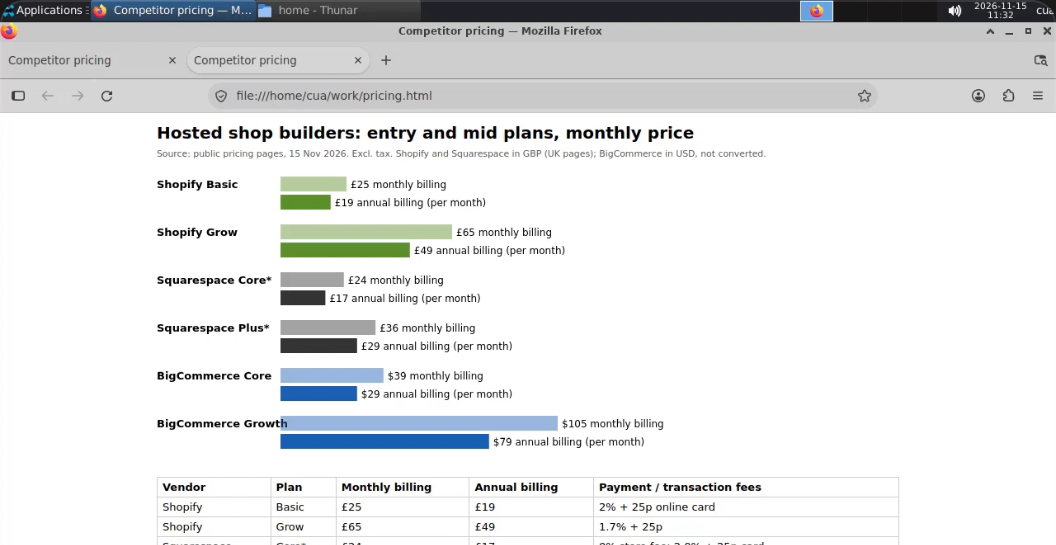 Applications
Competitor pricing — M...
home - Thunar
2026-11-15
11:32
cua
Competitor pricing — Mozilla Firefox
Competitor pricing
Competitor pricing
file:///home/cua/work/pricing.html
Hosted shop builders: entry and mid plans, monthly price
Source: public pricing pages, 15 Nov 2026. Excl. tax. Shopify and Squarespace in GBP (UK pages); BigCommerce in USD, not converted.
Shopify Basic
£25 monthly billing
£19 annual billing (per month)
Shopify Grow
£65 monthly billing
£49 annual billing (per month)
Squarespace Core*
£24 monthly billing
£17 annual billing (per month)
Squarespace Plus*
£36 monthly billing
£29 annual billing (per month)
BigCommerce Core
$39 monthly billing
$29 annual billing (per month)
BigCommerce Growth
$105 monthly billing
$79 annual billing (per month)
Vendor Plan Monthly billing Annual billing Payment / transaction fees
Shopify Basic £25 £19 2% + 25p online card
Shopify Grow £65 £49 1.7% + 25p